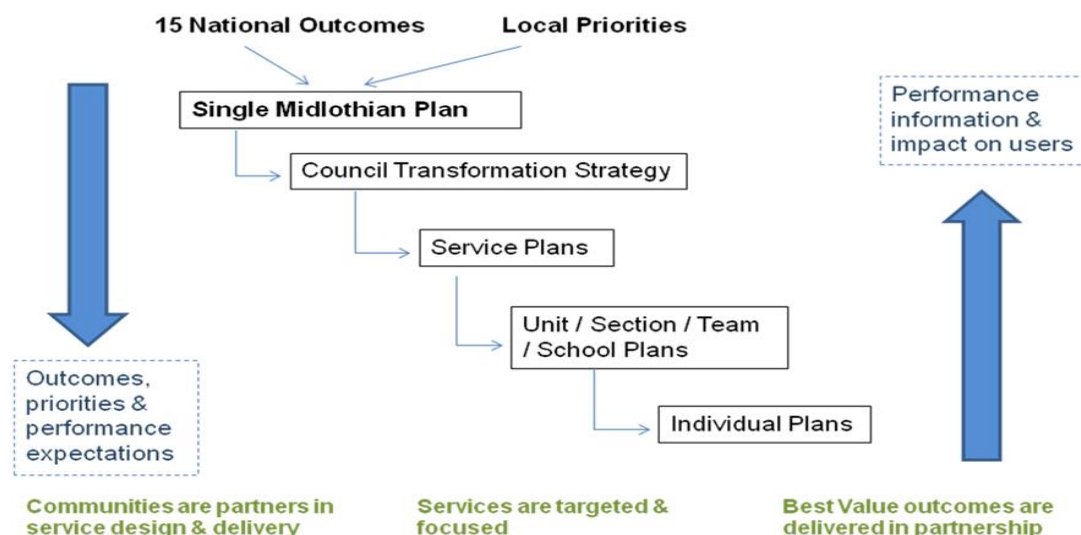 15 National Outcomes
Local Priorities
Single Midlothian Plan
Performance
information &
impact on users
Council Transformation Strategy
Service Plans
Unit / Section / Team
/ School Plans
Outcomes,
priorities &
performance
expectations
Individual Plans
Communities are partners in
service design & delivery
Services are targeted &
focused
Best Value outcomes are
delivered in partnership